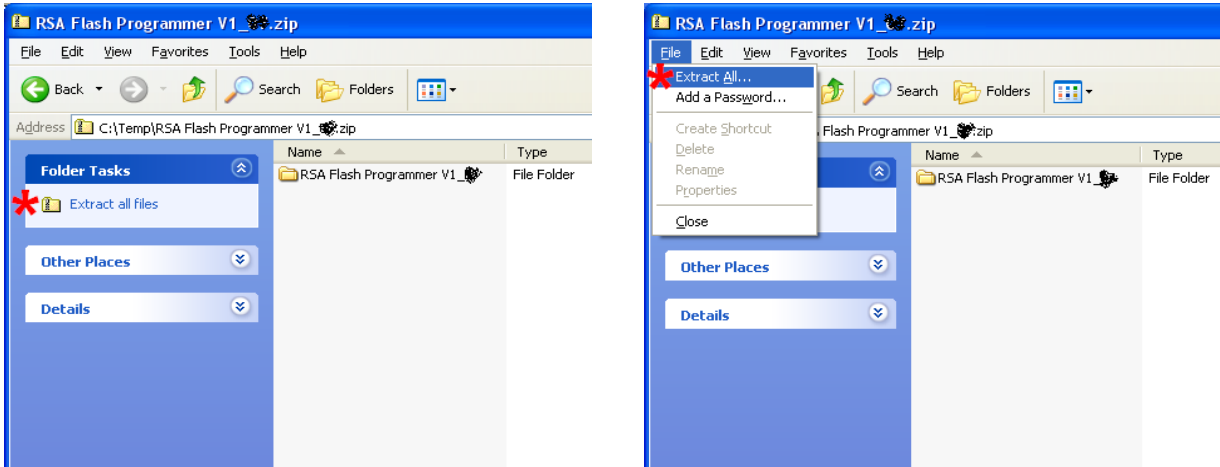 RSA Flash Programmer V1_ .zip
File Edit View Favorites Tools Help
Back Search Folders
Address C:\Temp\RSA Flash Programmer V1_ .zip
Name Type
Folder Tasks
RSA Flash Programmer V1_ File Folder
Extract all files
Other Places
Details
RSA Flash Programmer V1_ .zip
File Edit View Favorites Tools Help
Extract All...
Search Folders
Add a Password...
Create Shortcut
Flash Programmer V1_ .zip
Delete
Name Type
Rename
RSA Flash Programmer V1_ File Folder
Properties
Close
Other Places
Details